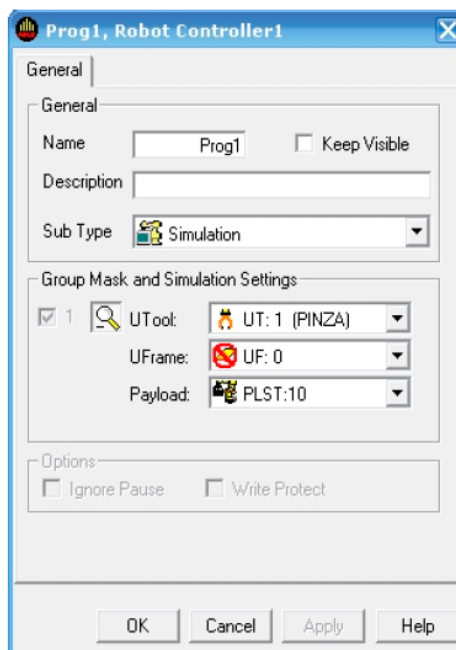 Prog1, Robot Controller1
General
General
Name Prog1 Keep Visible
Description
Sub Type Simulation
Group Mask and Simulation Settings
1 UTool: UT: 1 (PINZA)
UFrame: UF: 0
Payload: PLST:10
Options
Ignore Pause Write Protect
OK Cancel Apply Help